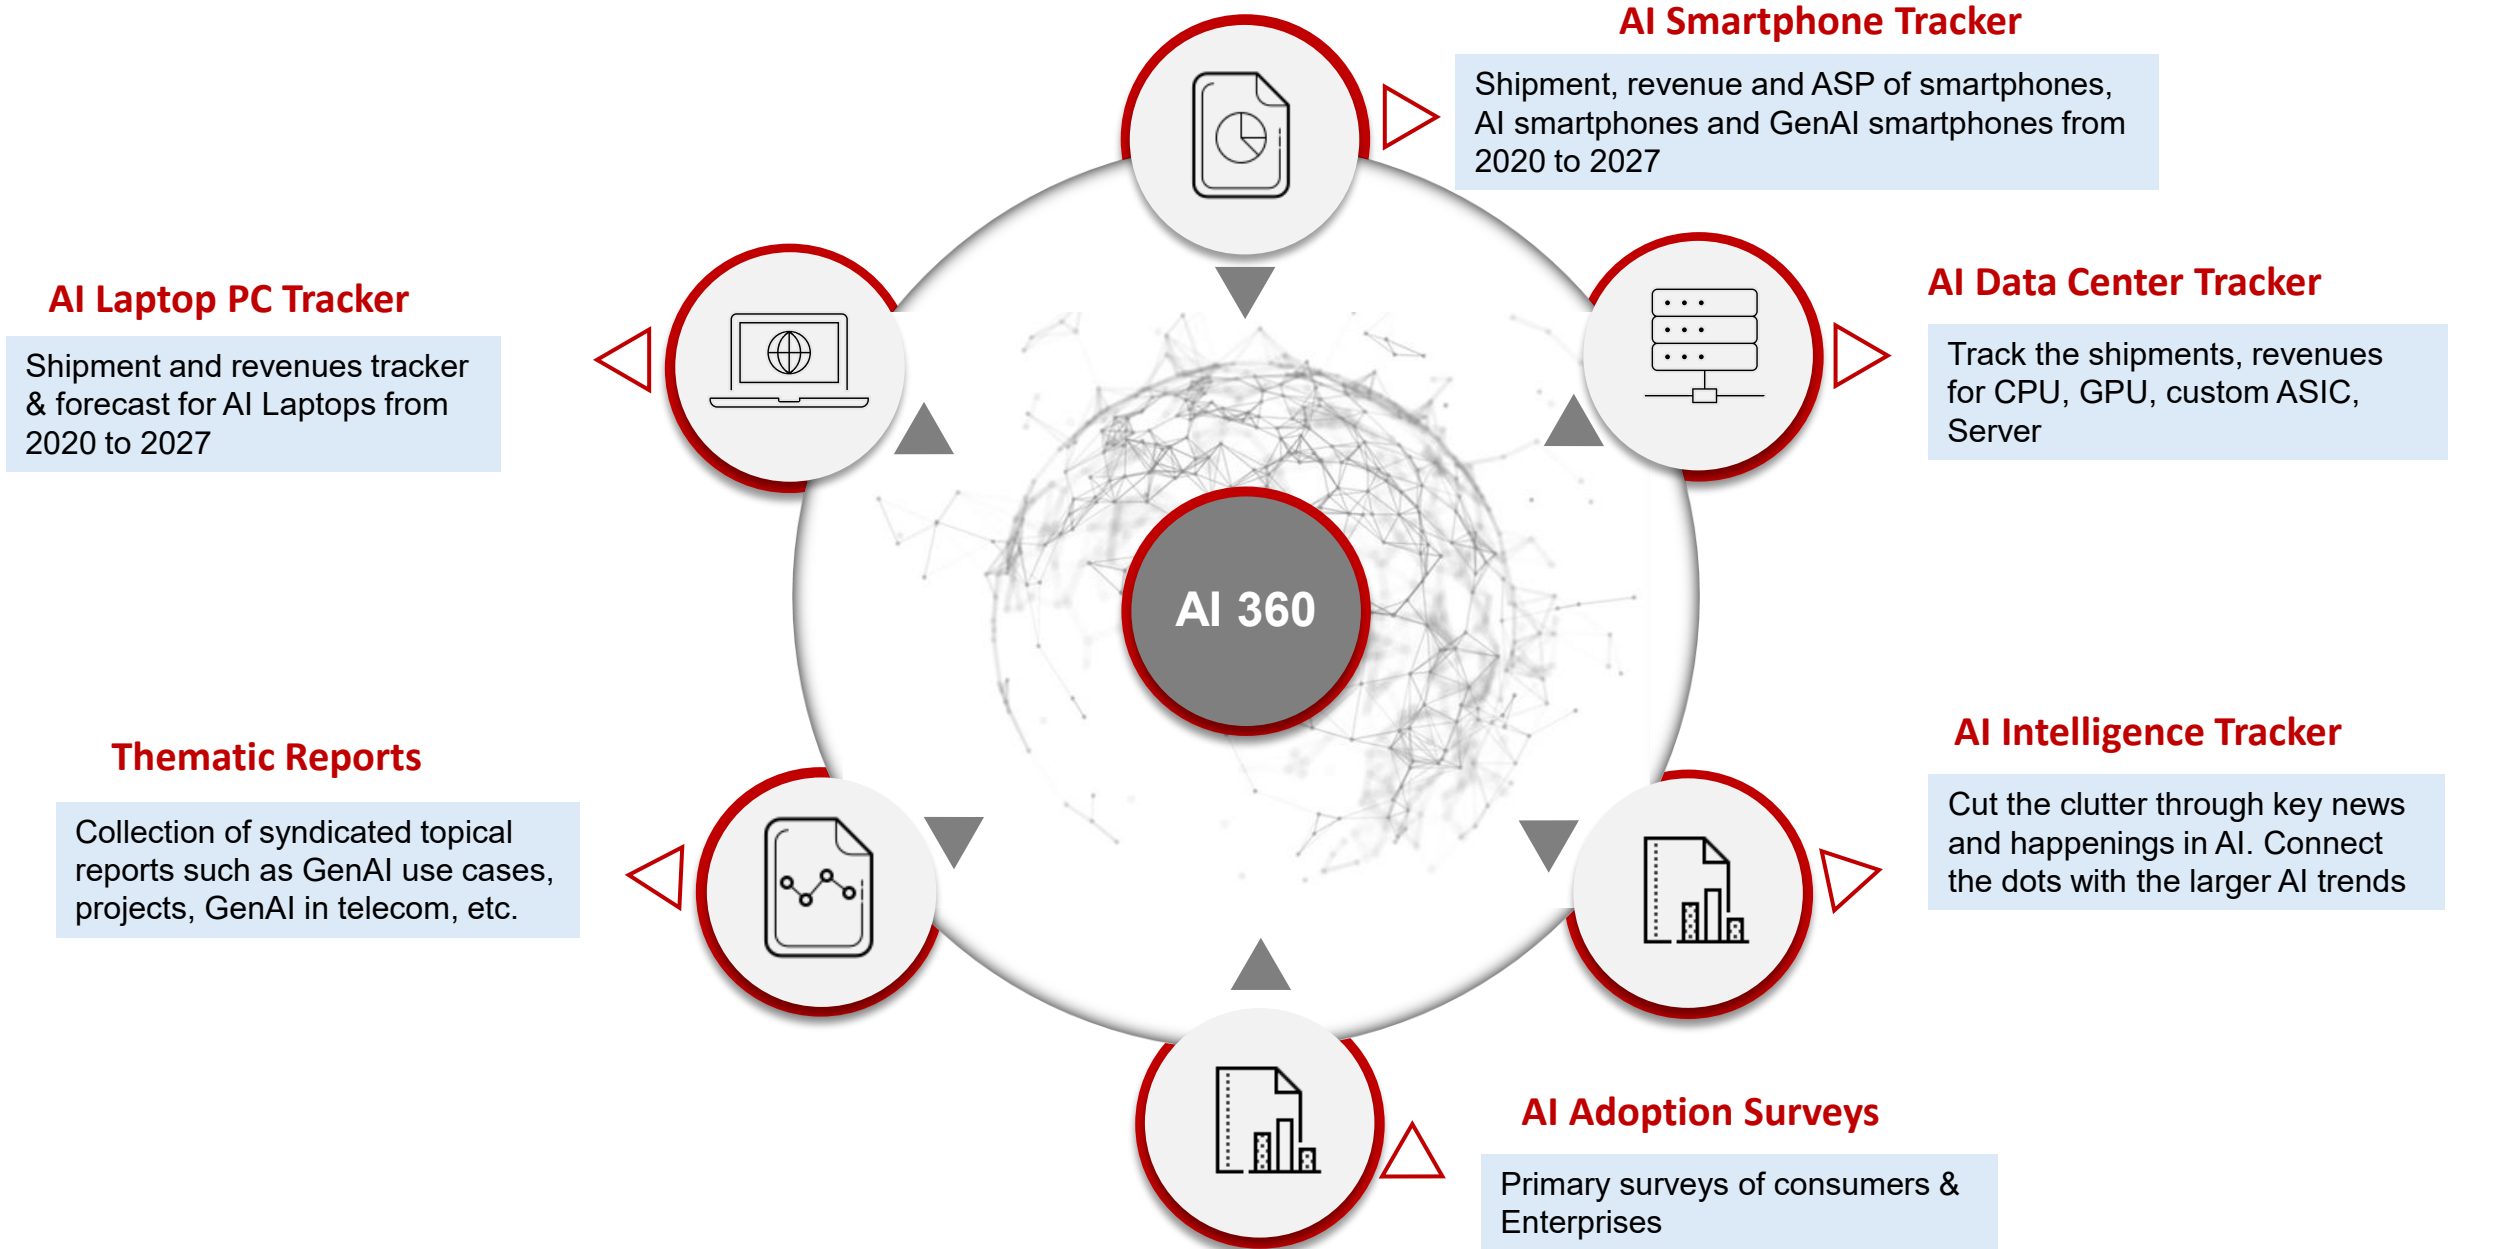 AI Smartphone Tracker
Shipment, revenue and ASP of smartphones,
AI smartphones and GenAI smartphones from
2020 to 2027
AI Data Center Tracker
Track the shipments, revenues
for CPU, GPU, custom ASIC,
Server
AI Laptop PC Tracker
Shipment and revenues tracker
& forecast for AI Laptops from
2020 to 2027
AI 360
AI Intelligence Tracker
Cut the clutter through key news
and happenings in AI. Connect
the dots with the larger AI trends
Thematic Reports
Collection of syndicated topical
reports such as GenAI use cases,
projects, GenAI in telecom, etc.
AI Adoption Surveys
Primary surveys of consumers &
Enterprises